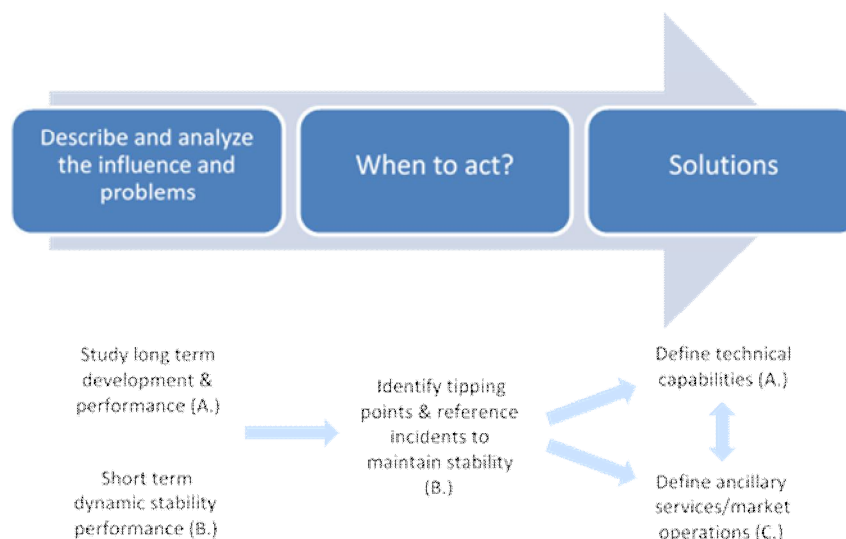 Describe and analyze
the influence and
problems
When to act?
Solutions
Study long term
development &
performance (A.)
Short term
dynamic stability
performance (B.)
Identify tipping
points & reference
incidents to
maintain stability
(B.)
Define technical
capabilities (A.)
Define ancillary
services/market
operations (C.)